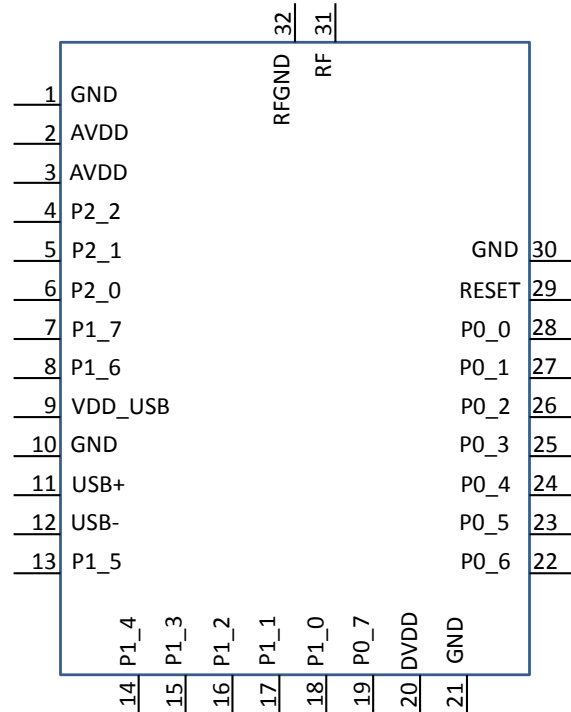 32
31
RFGND
RF
1 GND
2 AVDD
3 AVDD
4 P2_2
5 P2_1
GND 30
6 P2_0
RESET 29
7 P1_7
P0_0 28
8 P1_6
P0_1 27
9 VDD_USB
P0_2 26
10 GND
P0_3 25
11 USB+
P0_4 24
12 USB-
P0_5 23
13 P1_5
P0_6 22
P1_4
P1_3
P1_2
P1_1
P1_0
P0_7
DVDD
GND
14
15
16
17
18
19
20
21